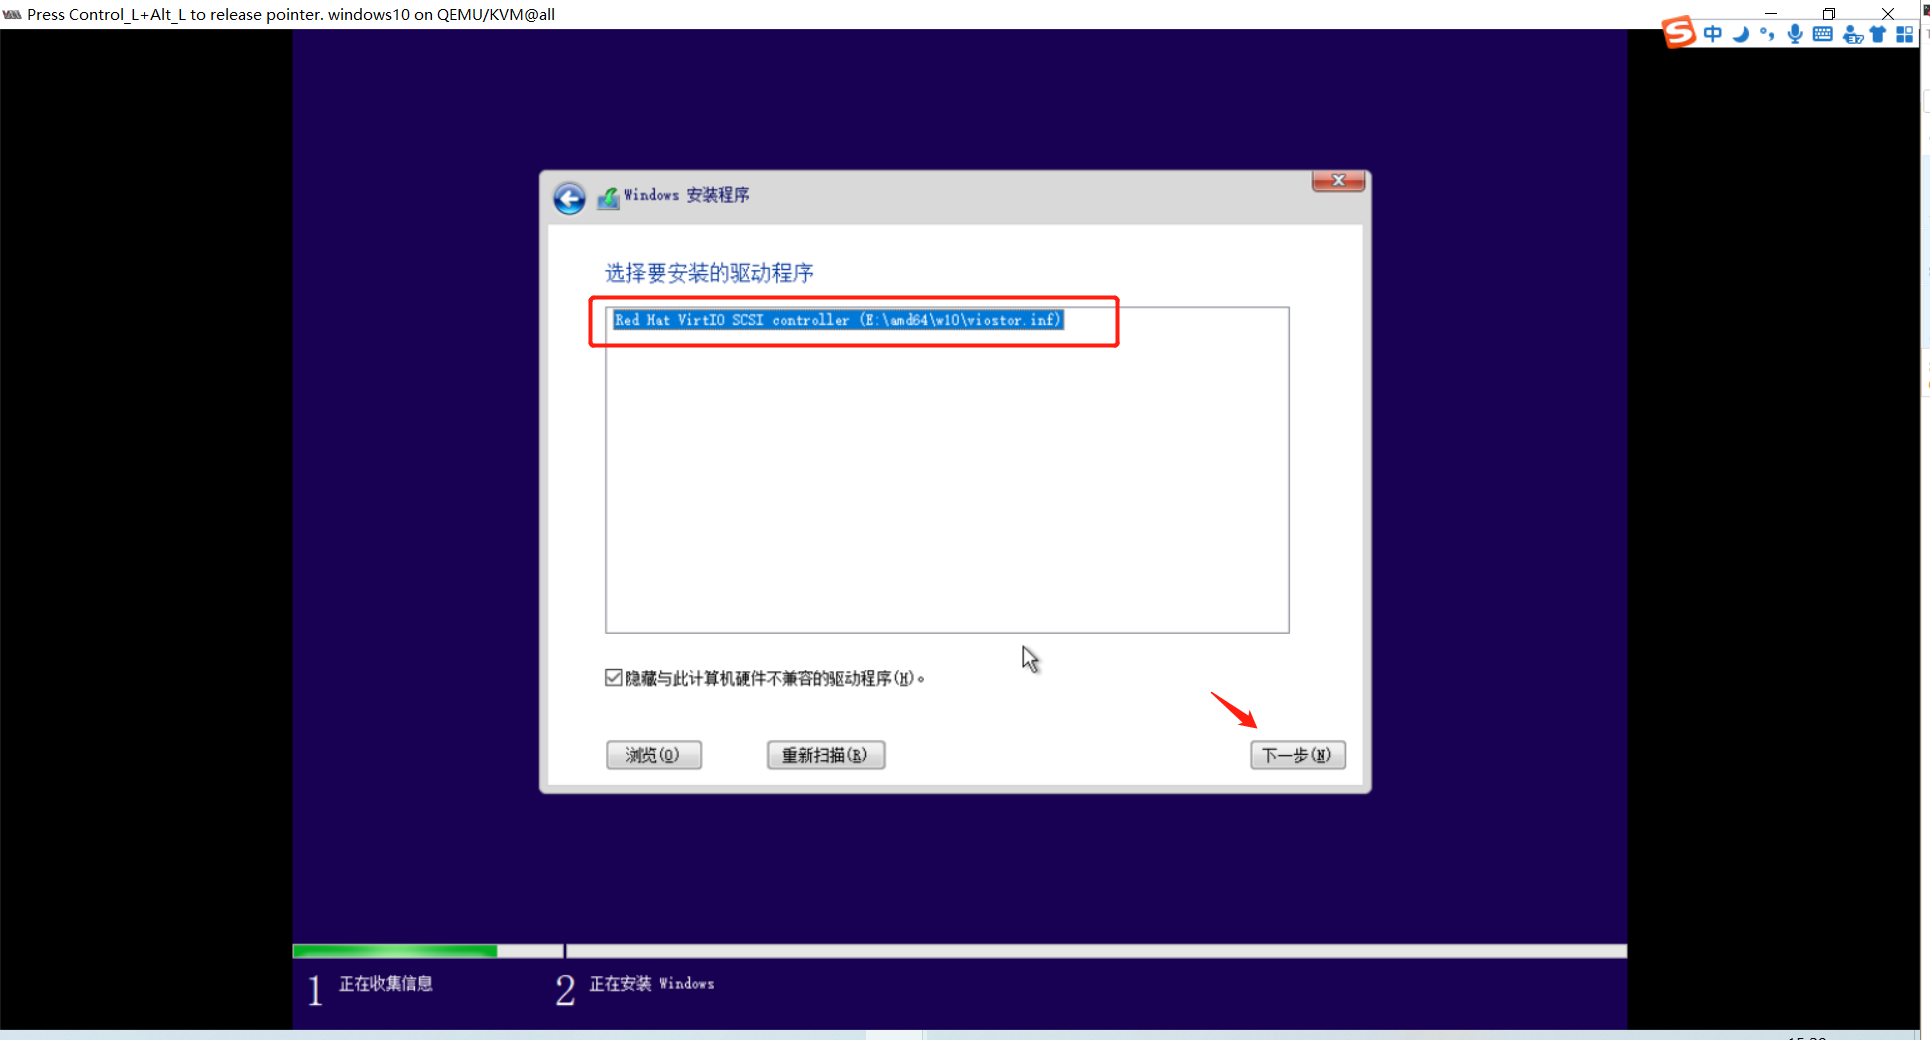 Press Control_L+Alt_L to release pointer. windows10 on QEMU/KVM@all
中
37
Windows 安装程序
选择要安装的驱动程序
Red Hat VirtIO SCSI controller (E:\amd64\w10\viostor.inf)
隐藏与此计算机硬件不兼容的驱动程序(H)。
浏览(O)
重新扫描(R)
下一步(N)
1 正在收集信息
2 正在安装 Windows